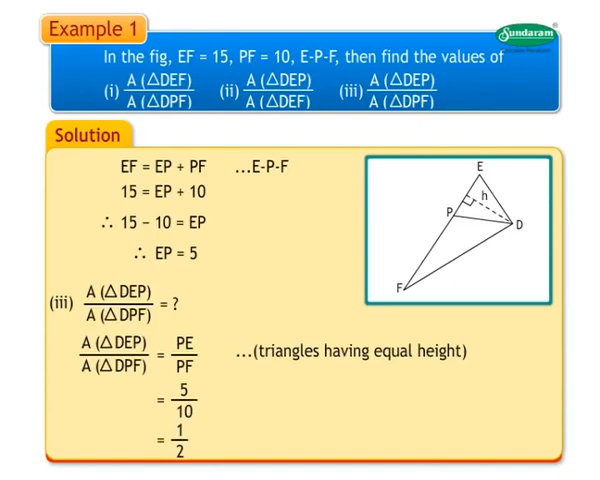 Example 1
Sundaram
In the fig, EF = 15, PF = 10, E-P-F, then find the values of
(i) A (△DEF) / A (△DPF) (ii) A (△DEP) / A (△DEF) (iii) A (△DEP) / A (△DPF)
Solution
EF = EP + PF ...E-P-F
15 = EP + 10
∴ 15 − 10 = EP
∴ EP = 5
E
h
P
D
F
(iii) A (△DEP) / A (△DPF) = ?
A (△DEP) / A (△DPF) = PE / PF ...(triangles having equal height)
= 5 / 10
= 1 / 2